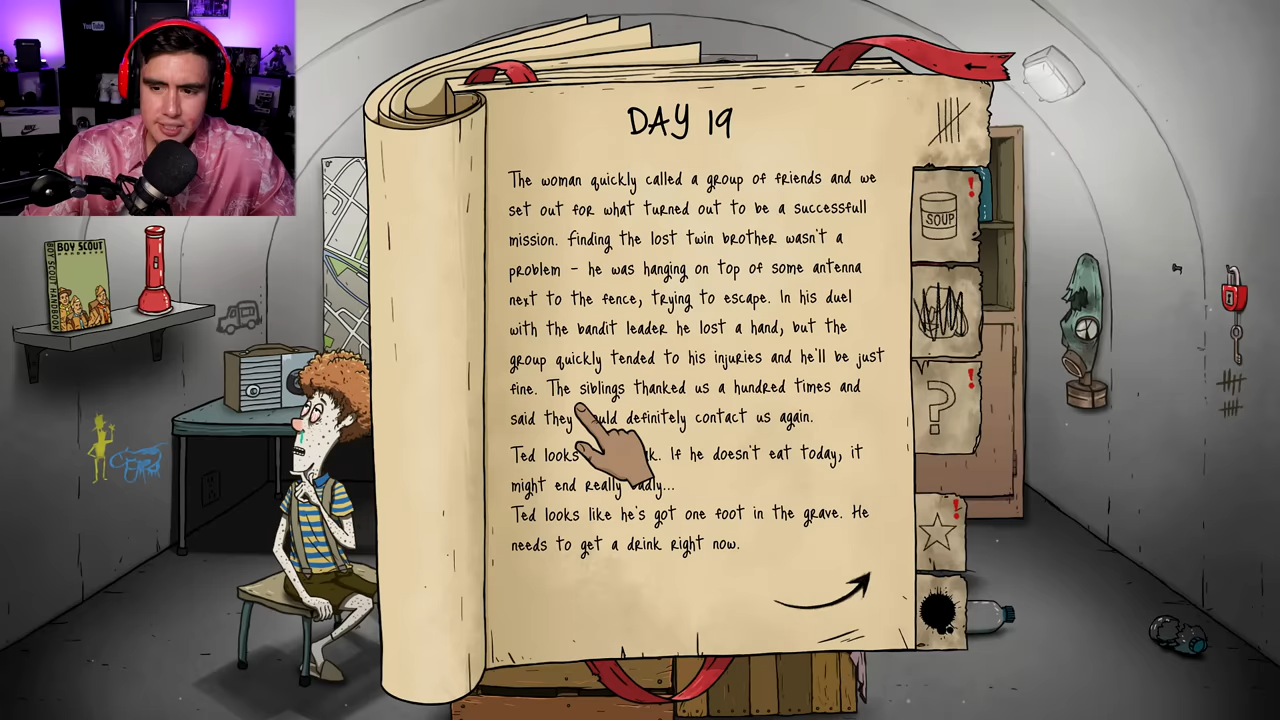 DAY 19
The woman quickly called a group of friends and we
set out for what turned out to be a successfull
mission. finding the lost twin brother wasn't a
problem - he was hanging on top of some antenna
next to the fence, trying to escape. In his duel
with the bandit leader he lost a hand, but the
group quickly tended to his injuries and he'll be just
fine. The siblings thanked us a hundred times and
said they definitely contact us again.
Ted looks If he doesn't eat today, it
might end really
Ted looks like he's got one foot in the grave. He
needs to get a drink right now.
SOUP
!
?
!
!
BOY SCOUT
BOY SCOUT HANDBOOK
YouTube